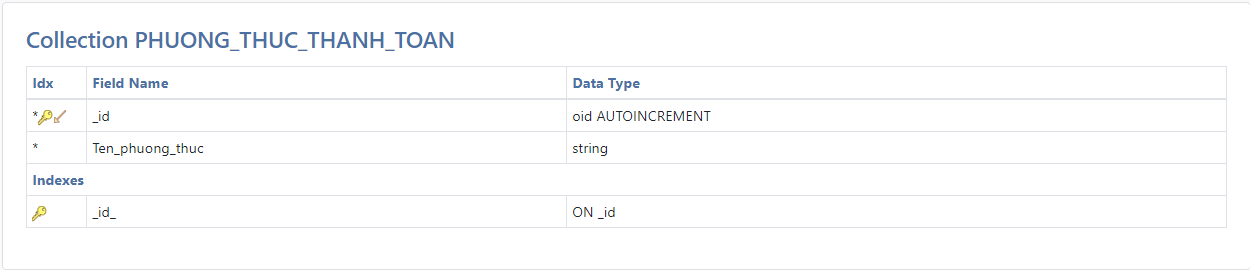 Collection PHUONG_THUC_THANH_TOAN
Idx Field Name Data Type
* _id oid AUTOINCREMENT
* Ten_phuong_thuc string
Indexes
_id_ ON _id